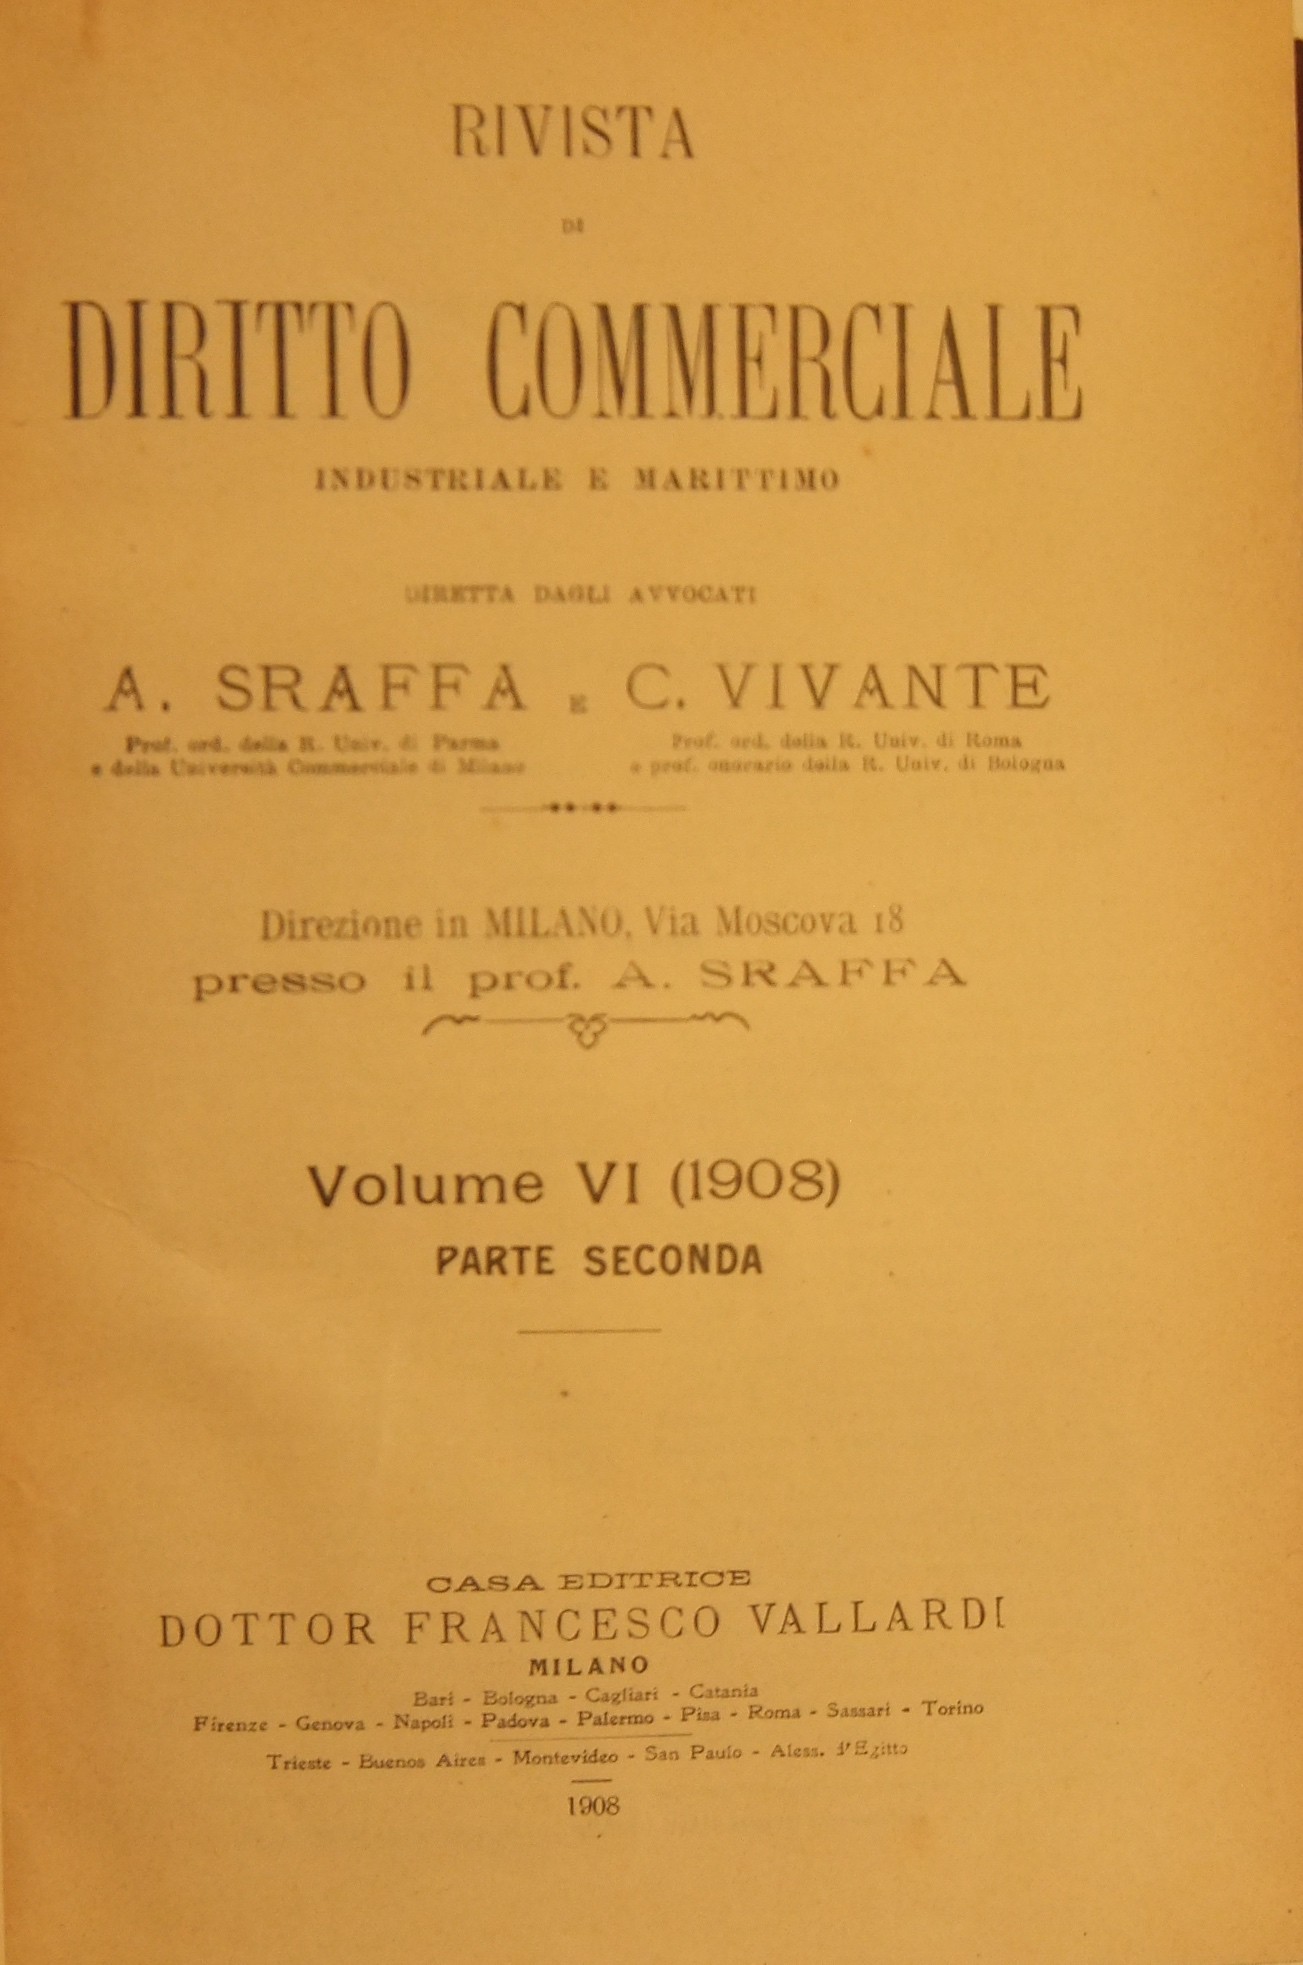 RIVISTA
DI
DIRITTO COMMERCIALE
INDUSTRIALE E MARITTIMO
DIRETTA DAGLI AVVOCATI
A. SRAFFA E C. VIVANTE
Prof. ord. della R. Univ. di Parma
e della Università Commerciale di Milano
Prof. ord. della R. Univ. di Roma
e prof. onorario della R. Univ. di Bologna
Direzione in MILANO, Via Moscova 18
presso il prof. A. SRAFFA
Volume VI (1908)
PARTE SECONDA
CASA EDITRICE
DOTTOR FRANCESCO VALLARDI
MILANO
Bari - Bologna - Cagliari - Catania
Firenze - Genova - Napoli - Padova - Palermo - Pisa - Roma - Sassari - Torino
Trieste - Buenos Aires - Montevideo - San Paulo - Aless. d'Egitto
1908